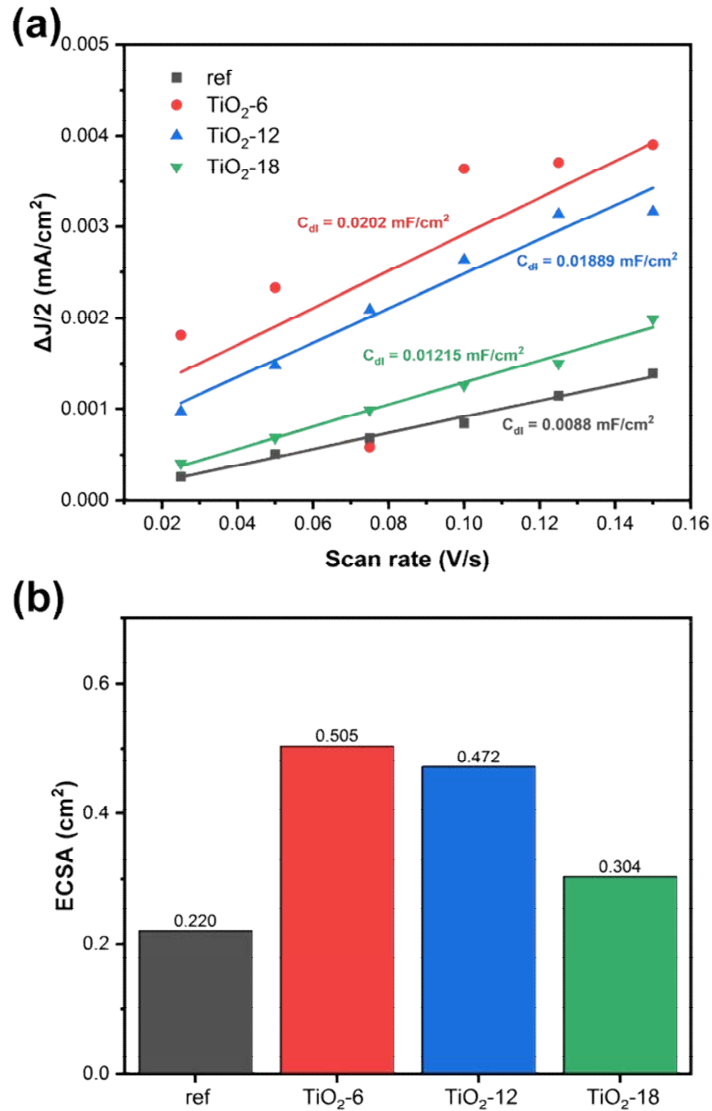 (a)
0.005
0.004
0.003
0.002
0.001
0.000
ΔJ/2 (mA/cm²)
ref
TiO₂-6
TiO₂-12
TiO₂-18
C_dl = 0.0202 mF/cm²
C_dl = 0.01889 mF/cm²
C_dl = 0.01215 mF/cm²
C_dl = 0.0088 mF/cm²
0.02 0.04 0.06 0.08 0.10 0.12 0.14 0.16
Scan rate (V/s)
(b)
0.6
0.4
0.2
0.0
ECSA (cm²)
0.220
0.505
0.472
0.304
ref TiO₂-6 TiO₂-12 TiO₂-18